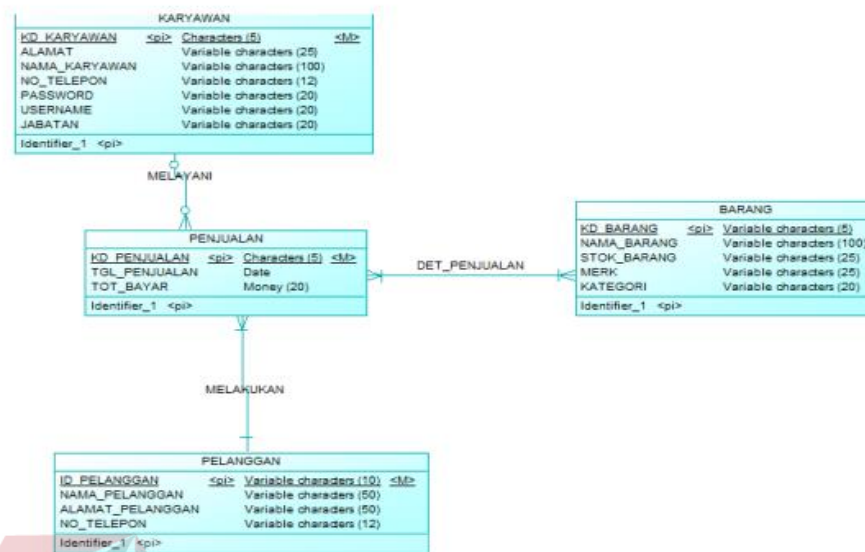 KARYAWAN
KD_KARYAWAN <pi> Characters (5) <M>
ALAMAT Variable characters (25)
NAMA_KARYAWAN Variable characters (100)
NO_TELEPON Variable characters (12)
PASSWORD Variable characters (20)
USERNAME Variable characters (20)
JABATAN Variable characters (20)
Identifier_1 <pi>
MELAYANI
PENJUALAN
KD_PENJUALAN <pi> Characters (5) <M>
TGL_PENJUALAN Date
TOT_BAYAR Money (20)
Identifier_1 <pi>
DET_PENJUALAN
BARANG
KD_BARANG <pi> Variable characters (5)
NAMA_BARANG Variable characters (100)
STOK_BARANG Variable characters (25)
MERK Variable characters (25)
KATEGORI Variable characters (20)
Identifier_1 <pi>
MELAKUKAN
PELANGGAN
ID_PELANGGAN <pi> Variable characters (10) <M>
NAMA_PELANGGAN Variable characters (50)
ALAMAT_PELANGGAN Variable characters (50)
NO_TELEPON Variable characters (12)
Identifier_1 <pi>